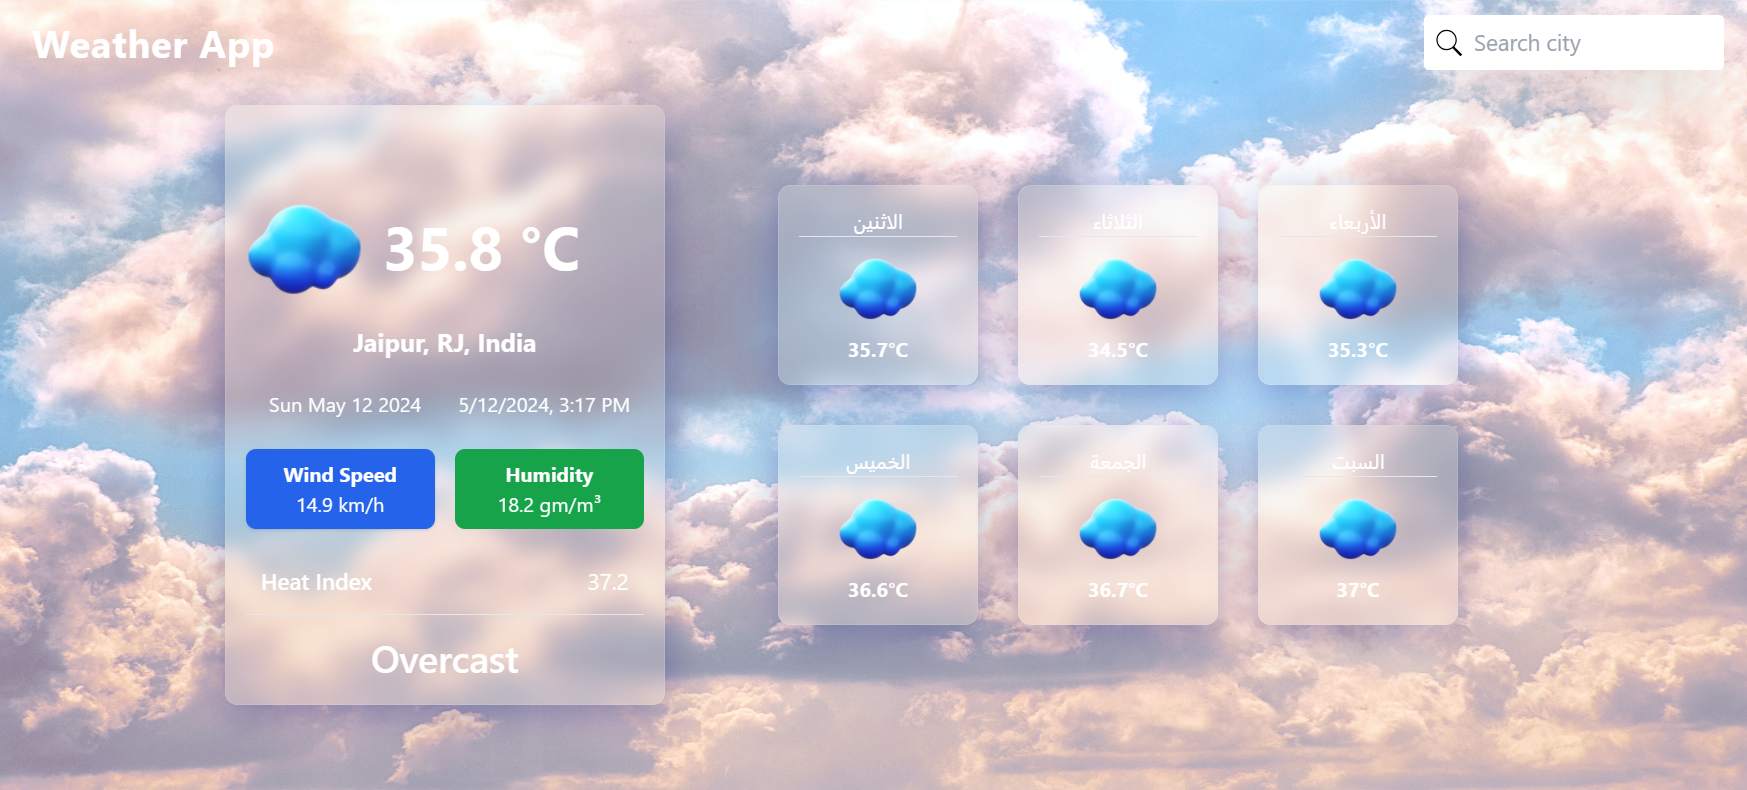 Weather App
Search city
35.8 °C
Jaipur, RJ, India
Sun May 12 2024
5/12/2024, 3:17 PM
Wind Speed
14.9 km/h
Humidity
18.2 gm/m³
Heat Index
37.2
Overcast
الاثنين
35.7°C
الثلاثاء
34.5°C
الأربعاء
35.3°C
الخميس
36.6°C
الجمعة
36.7°C
السبت
37°C